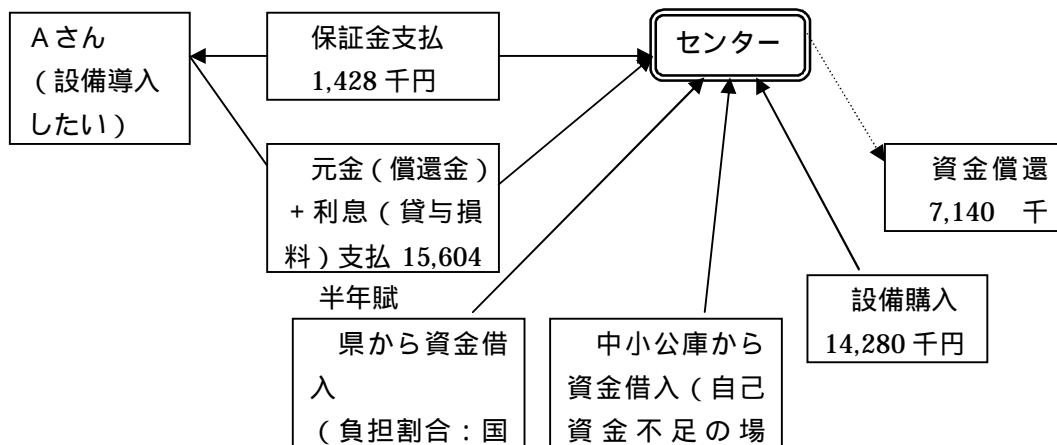 Ａさん
（設備導入
したい）
保証金支払
1,428 千円
センター
元金（償還金）
＋利息（貸与損
料）支払 15,604
半年賦
資金償還
7,140 千
設備購入
14,280 千円
県から資金借
入
（負担割合：国
中小公庫から
資金借入（自己
資金不足の場